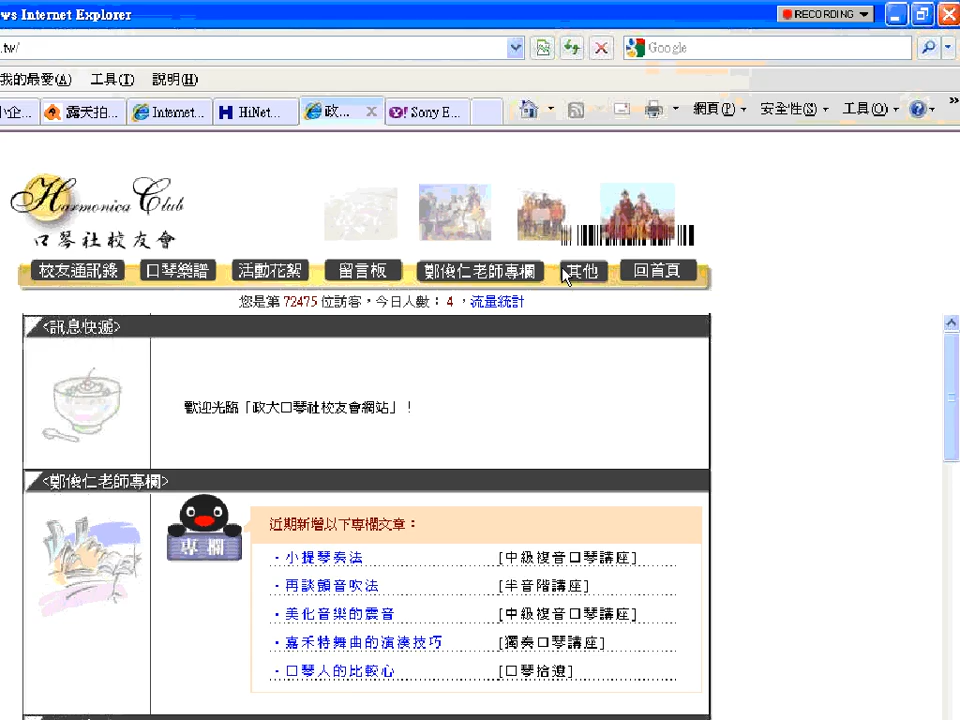 ws Internet Explorer
RECORDING
.tw/
Google
我的最愛(A) 工具(T) 說明(H)
小企... 露天拍... Internet... HiNet... 政... Sony E...
網頁(P) 安全性(S) 工具(O)
Harmonica Club
口琴社校友會
校友通訊錄 口琴樂譜 活動花絮 留言板 鄭俊仁老師專欄 其他 回首頁
您是第 72475 位訪客，今日人數： 4 ，流量統計
<訊息快遞>
歡迎光臨「政大口琴社校友會網站」！
<鄭俊仁老師專欄>
專欄
近期新增以下專欄文章：
‧小提琴奏法 [中級複音口琴講座]
‧再談顫音吹法 [半音階講座]
‧美化音樂的震音 [中級複音口琴講座]
‧嘉禾特舞曲的演湊技巧 [獨奏口琴講座]
‧口琴人的比較心 [口琴拾遺]